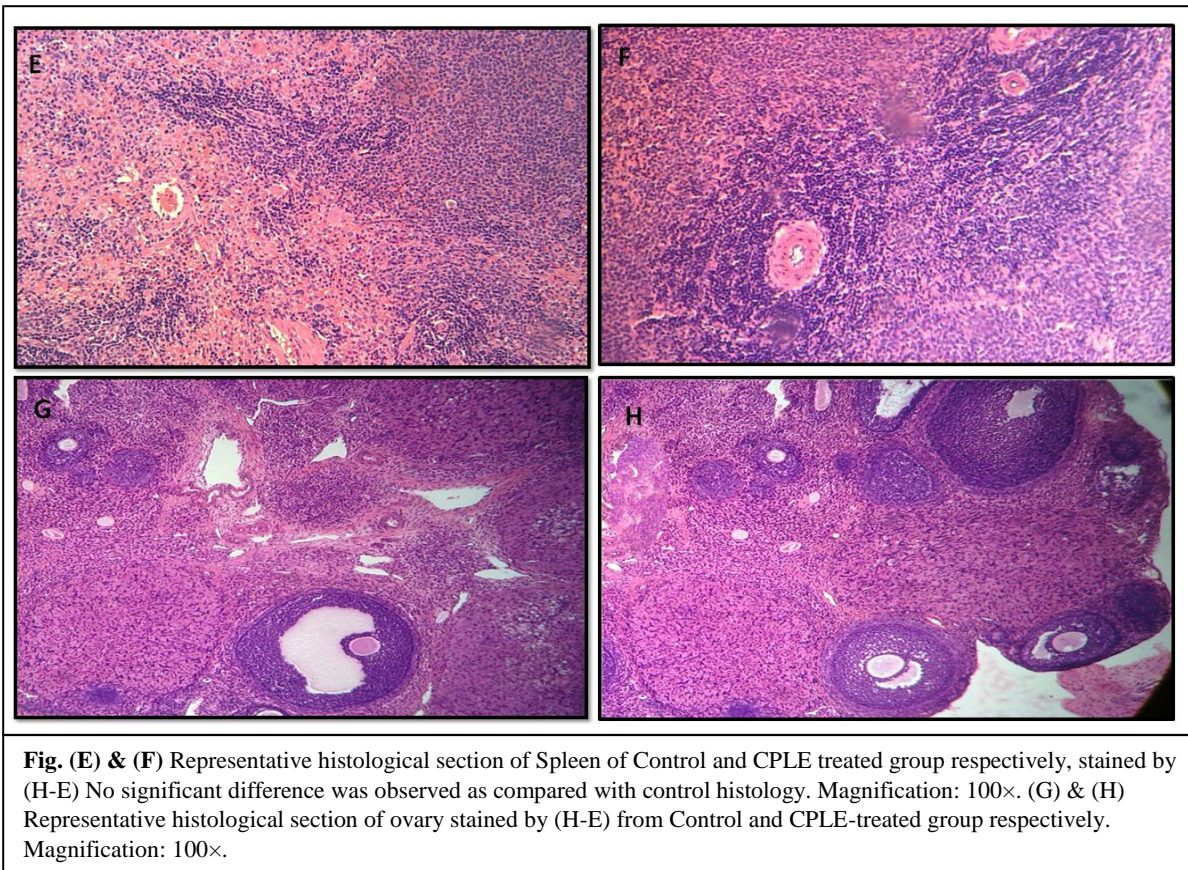 E
F
G
H
Fig. (E) & (F) Representative histological section of Spleen of Control and CPLE treated group respectively, stained by
(H-E) No significant difference was observed as compared with control histology. Magnification: 100×. (G) & (H)
Representative histological section of ovary stained by (H-E) from Control and CPLE-treated group respectively.
Magnification: 100×.